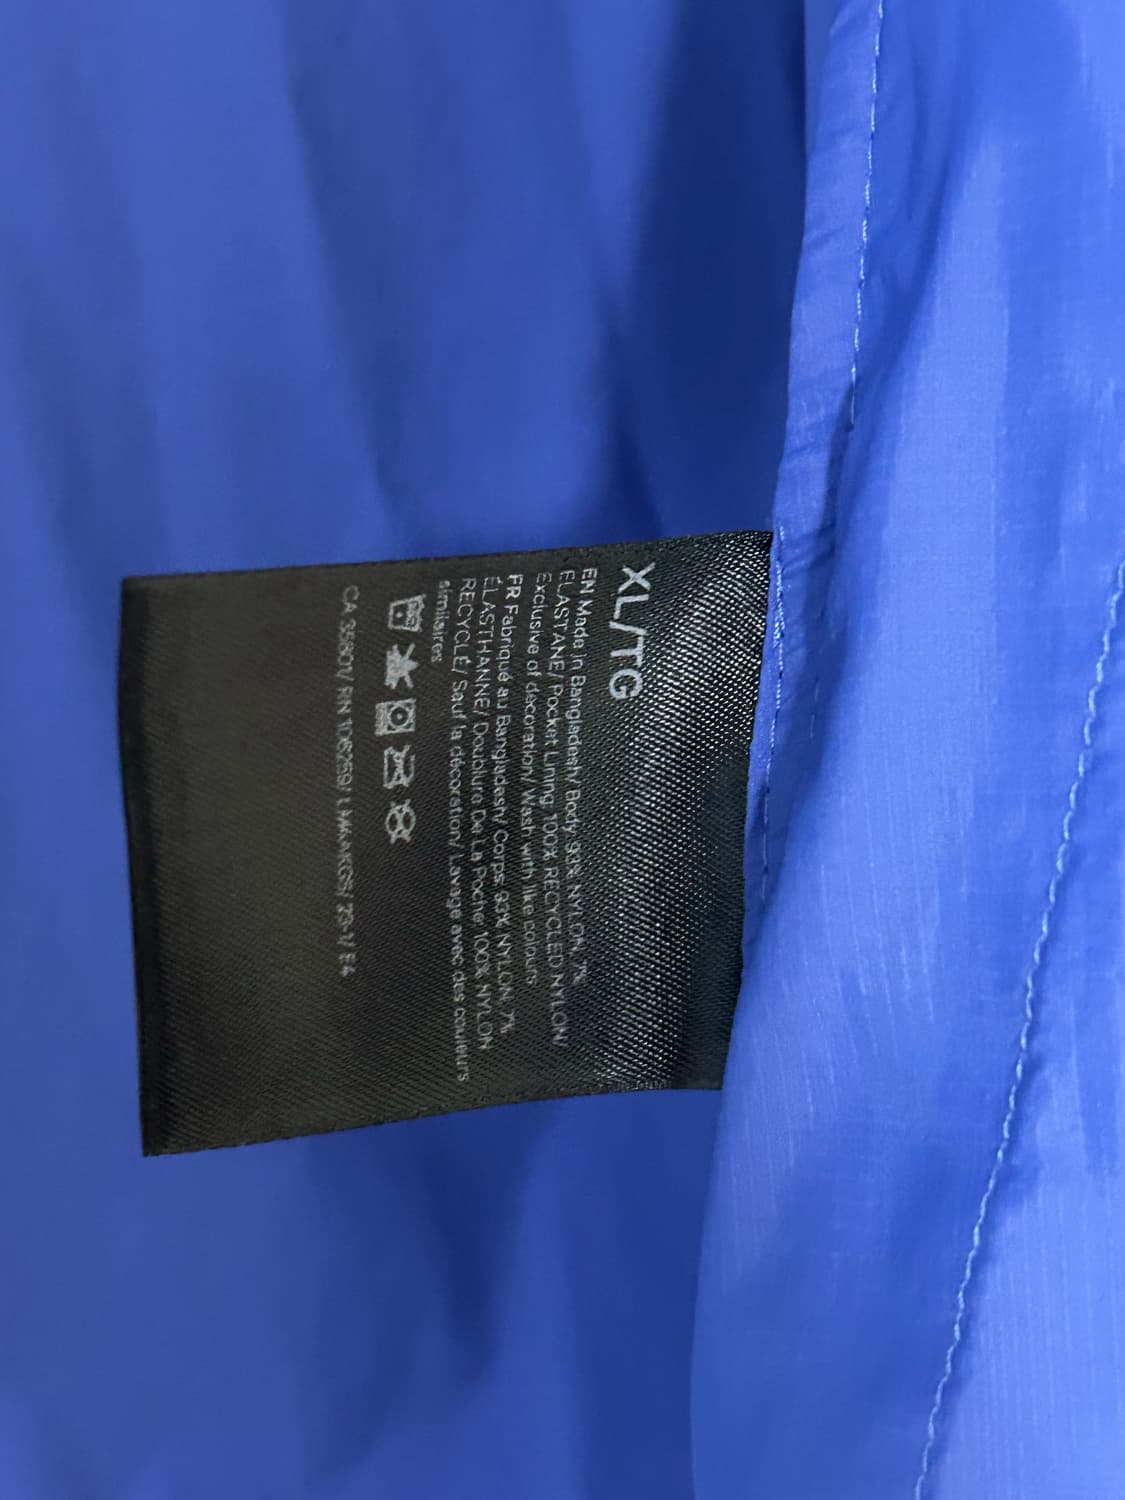 XL/TG
EN Made in Bangladesh/ Body 93% NYLON, 7%
ELASTANE/ Pocket Lining 100% RECYCLED NYLON/
Exclusive of decoration/ Wash with like colours
FR Fabriqué au Bangladesh/ Corps 93% NYLON, 7%
ÉLASTHANNE/ Doublure De La Poche 100% NYLON
RECYCLÉ/ Sauf la décoration/ Lavage avec des couleurs
similaires
CA 35801/ RN 106259/ 23-1/ E4